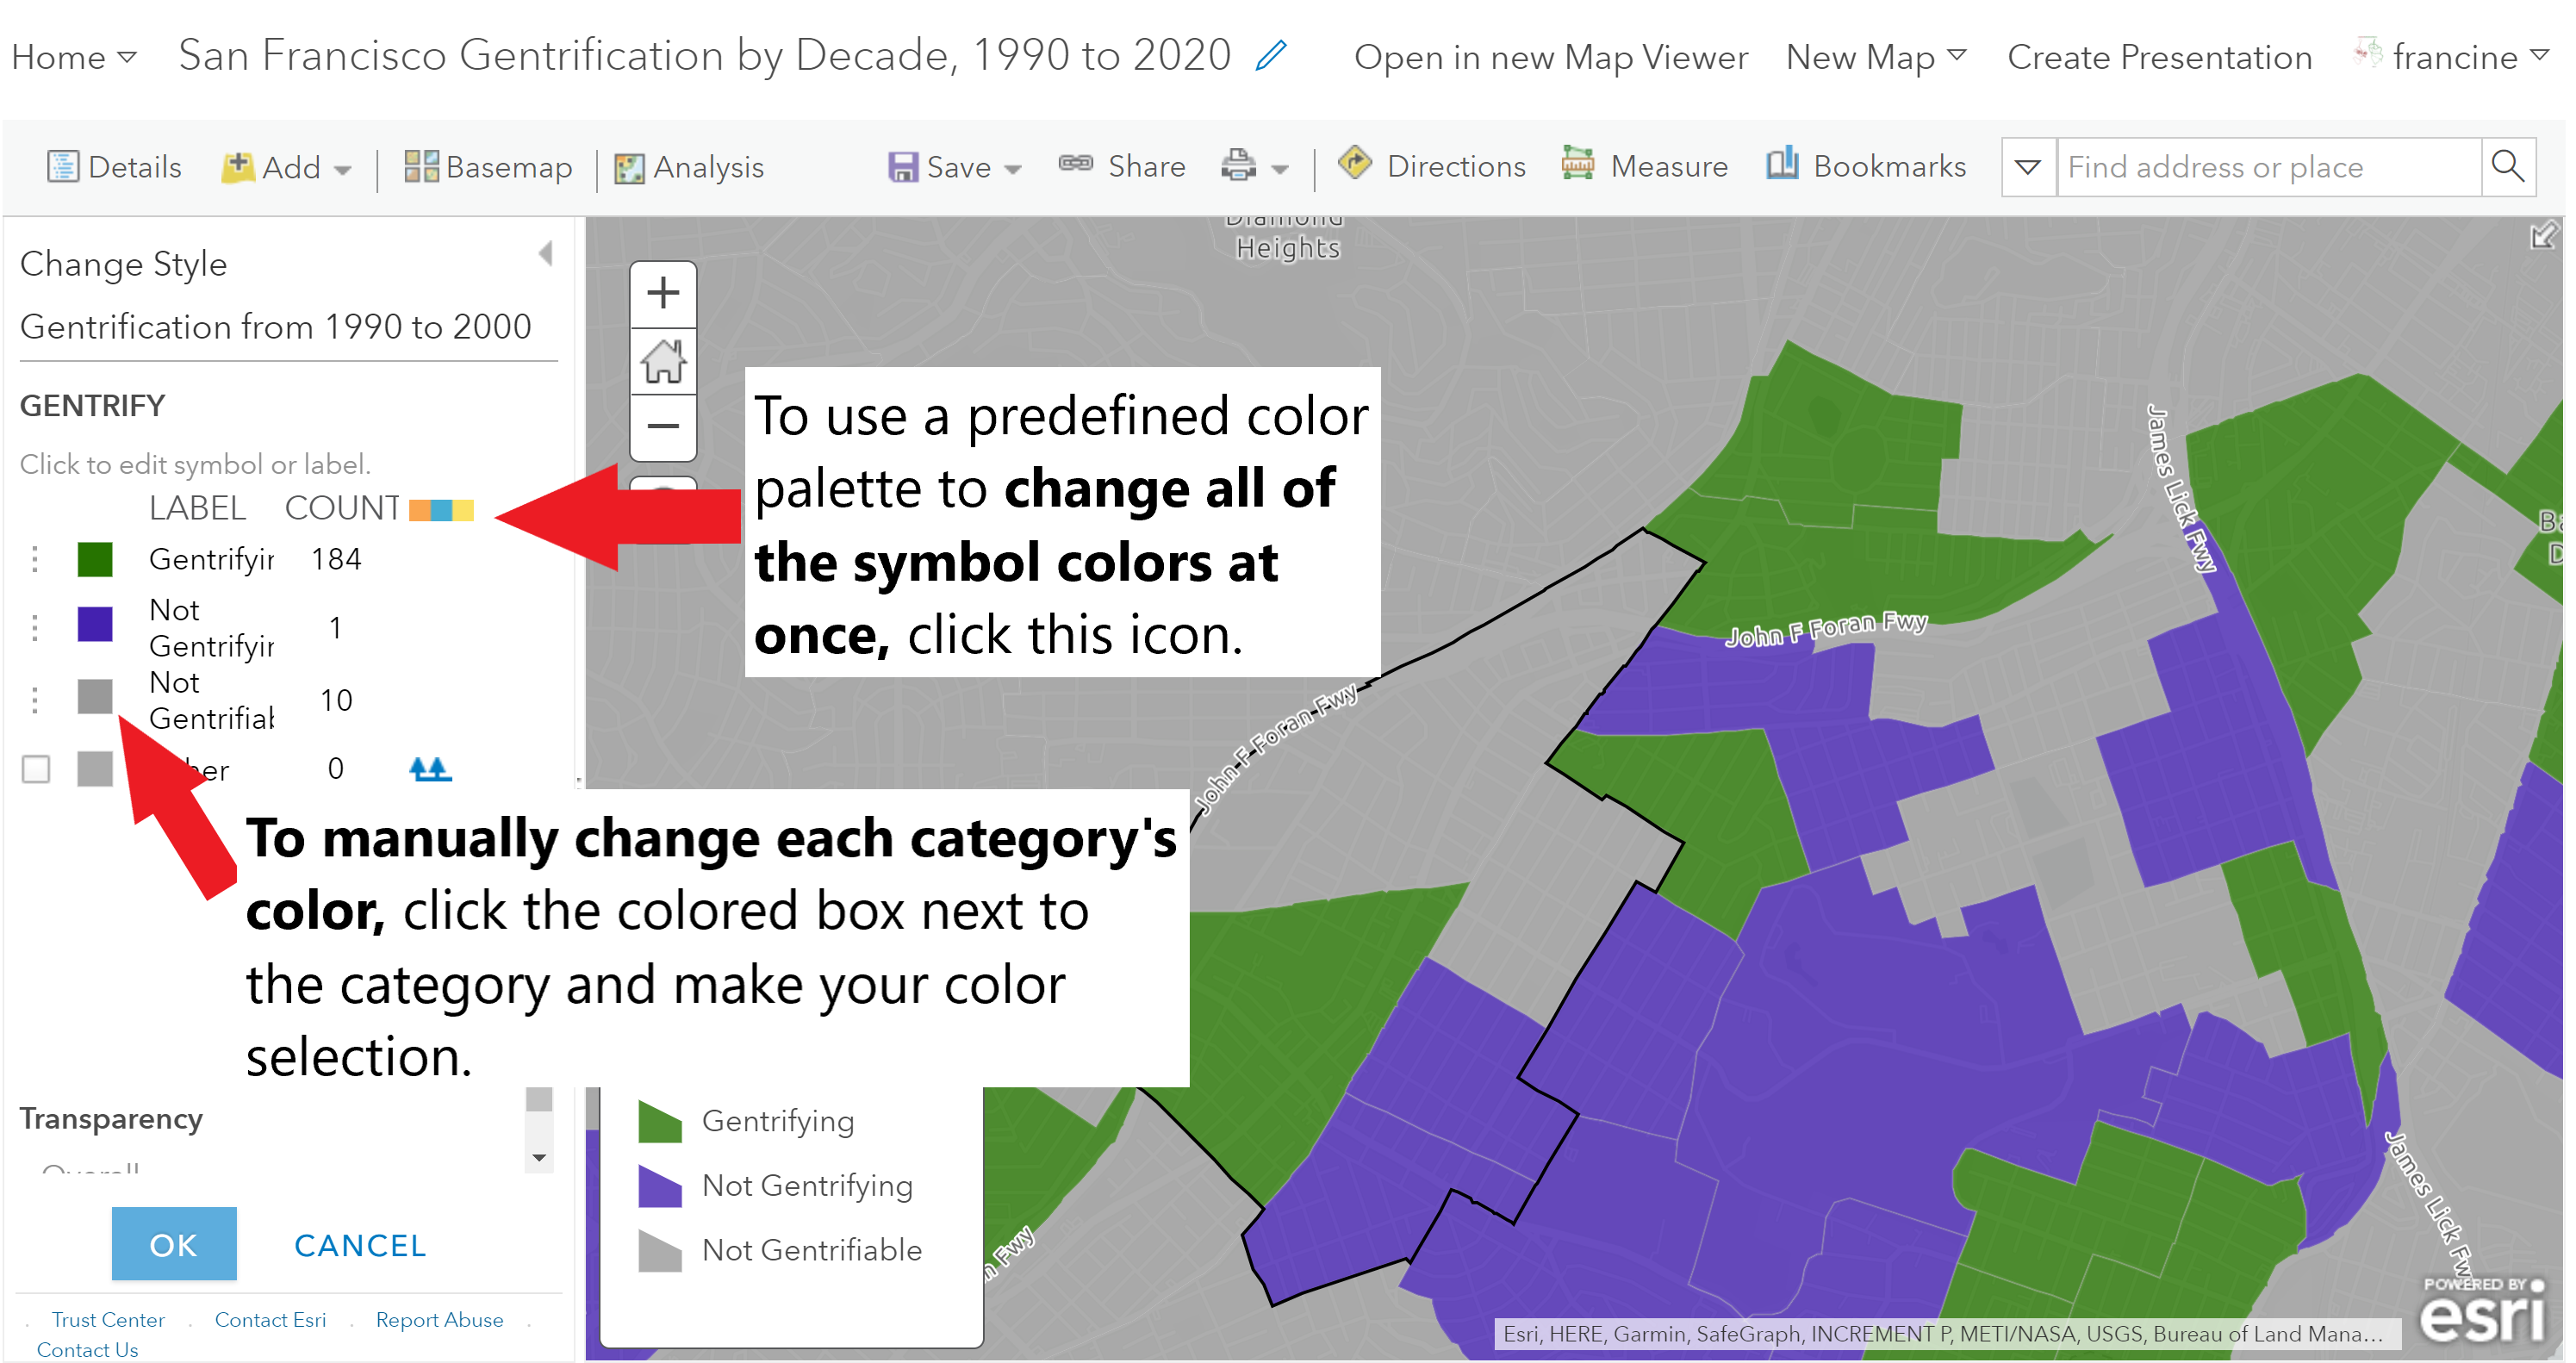 Home San Francisco Gentrification by Decade, 1990 to 2020 Open in new Map Viewer New Map Create Presentation francine
Details Add Basemap Analysis Save Share Directions Measure Bookmarks Find address or place
Change Style
Gentrification from 1990 to 2000
GENTRIFY
Click to edit symbol or label.
LABEL COUNT
Gentrifyin 184
Not
Gentrifyin 1
Not
Gentrifiab 10
0
To use a predefined color
palette to change all of
the symbol colors at
once, click this icon.
To manually change each category's
color, click the colored box next to
the category and make your color
selection.
Transparency
Overall
OK CANCEL
Trust Center Contact Esri Report Abuse
Contact Us
Diamond
Heights
James Lick Fwy
John F Foran Fwy
John F Foran Fwy
Gentrifying
Not Gentrifying
Not Gentrifiable
Fwy
James Lick Fw
POWERED BY
esri
Esri, HERE, Garmin, SafeGraph, INCREMENT P, METI/NASA, USGS, Bureau of Land Mana...